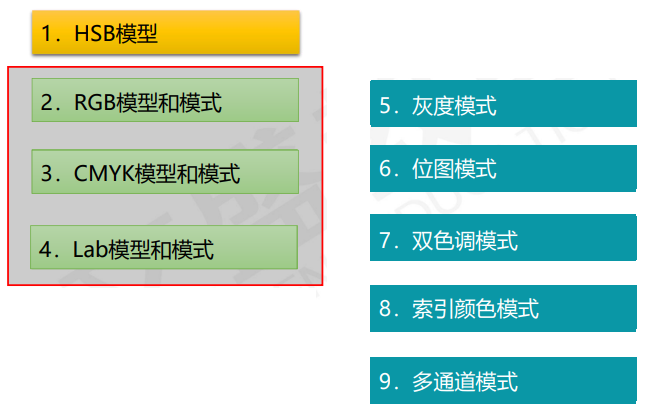 1. HSB模型
2. RGB模型和模式
3. CMYK模型和模式
4. Lab模型和模式
5. 灰度模式
6. 位图模式
7. 双色调模式
8. 索引颜色模式
9. 多通道模式